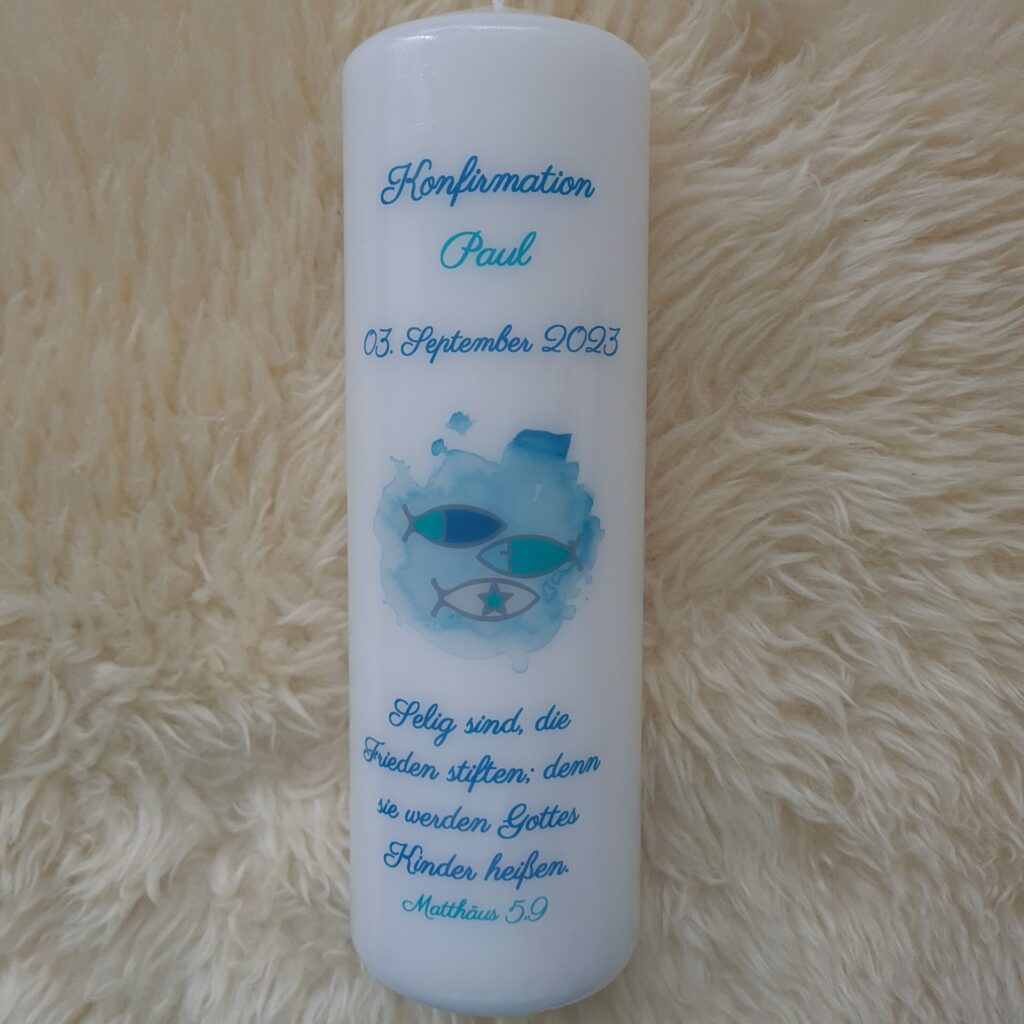 Konfirmation
Paul
03. September 2023
Selig sind, die
Frieden stiften; denn
sie werden Gottes
Kinder heißen.
Matthäus 5,9